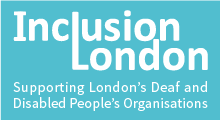 Inclusion
London
Supporting London's Deaf and
Disabled People's Organisations